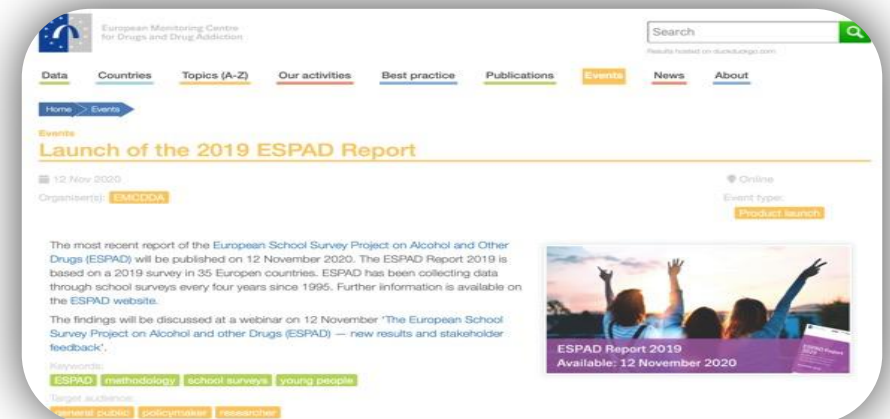 European Monitoring Centre
for Drugs and Drug Addiction
Search
Results hosted on duckduckgo.com
Data Countries Topics (A-Z) Our activities Best practice Publications Events News About
Home Events
Events
Launch of the 2019 ESPAD Report
12 Nov 2020
Online
Organiser(s): EMCDDA
Event type:
Product launch
The most recent report of the European School Survey Project on Alcohol and Other
Drugs (ESPAD) will be published on 12 November 2020. The ESPAD Report 2019 is
based on a 2019 survey in 35 Europen countries. ESPAD has been collecting data
through school surveys every four years since 1995. Further iinformation is available on
the ESPAD website.
The findings will be discussed at a webinar on 12 November 'The European School
Survey Project on Alcohol and other Drugs (ESPAD) — new results and stakeholder
feedback'.
ESPAD Report 2019
Available: 12 November 2020
Keywords:
ESPAD methodology school surveys young people
Target audience:
general public policymaker researcher